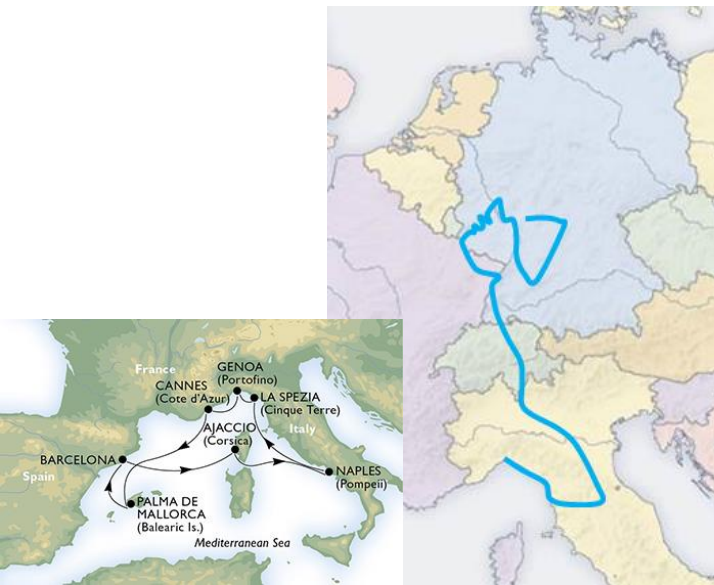 France
GENOA
(Portofino)
CANNES
(Cote d'Azur)
LA SPEZIA
(Cinque Terre)
AJACCIO
(Corsica)
Italy
BARCELONA
Spain
NAPLES
(Pompeii)
PALMA DE
MALLORCA
(Balearic Is.)
Mediterranean Sea